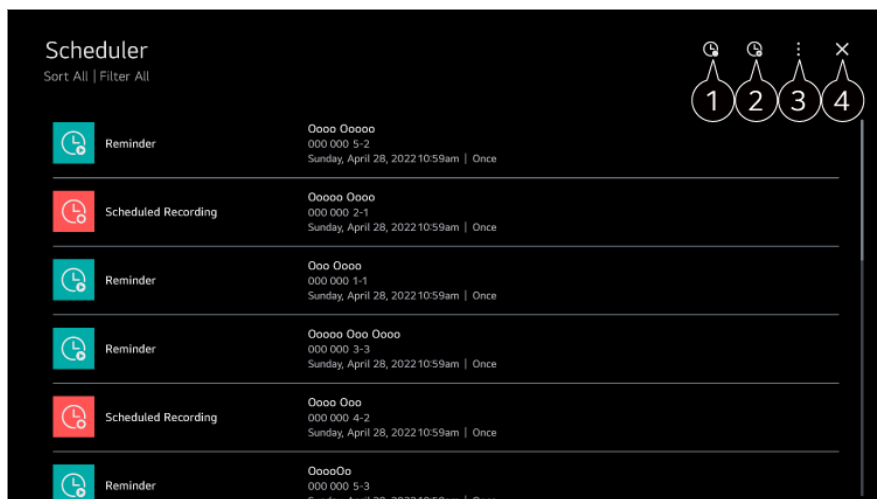 Scheduler
Sort All | Filter All
1 2 3 4
Reminder
Oooo Ooooo
000 000 5-2
Sunday, April 28, 2022 10:59am | Once
Scheduled Recording
Ooooo Oooo
000 000 2-1
Sunday, April 28, 2022 10:59am | Once
Reminder
Ooo Oooo
000 000 1-1
Sunday, April 28, 2022 10:59am | Once
Reminder
Ooooo Ooo Oooo
000 000 3-3
Sunday, April 28, 2022 10:59am | Once
Scheduled Recording
Oooo Ooo
000 000 4-2
Sunday, April 28, 2022 10:59am | Once
Reminder
OoooOo
000 000 5-3